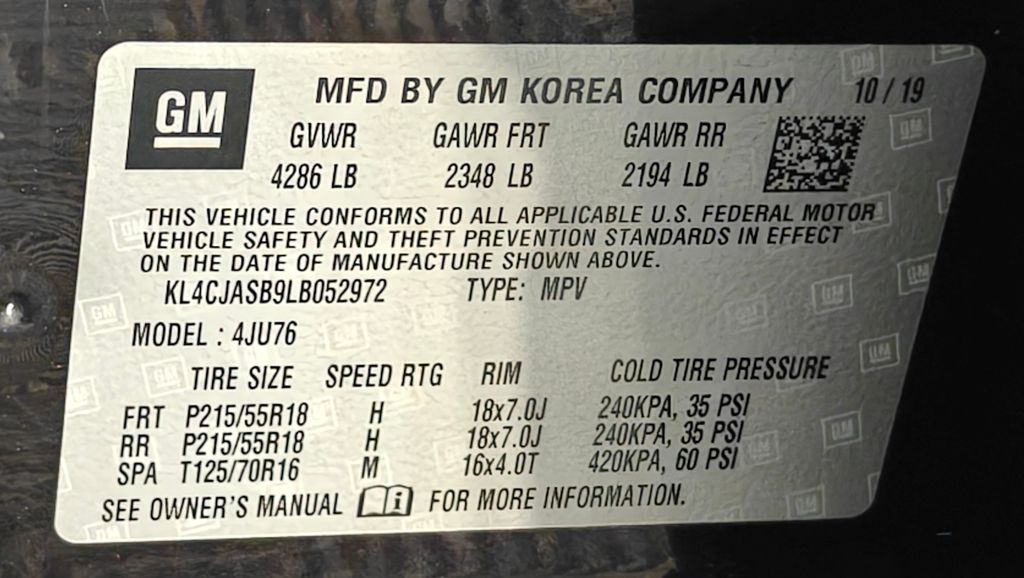 GM MFD BY GM KOREA COMPANY 10 / 19
GVWR GAWR FRT GAWR RR
4286 LB 2348 LB 2194 LB
THIS VEHICLE CONFORMS TO ALL APPLICABLE U.S. FEDERAL MOTOR
VEHICLE SAFETY AND THEFT PREVENTION STANDARDS IN EFFECT
ON THE DATE OF MANUFACTURE SHOWN ABOVE.
KL4CJASB9LB052972 TYPE: MPV
MODEL : 4JU76
TIRE SIZE SPEED RTG RIM COLD TIRE PRESSURE
FRT P215/55R18 H 18x7.0J 240KPA, 35 PSI
RR P215/55R18 H 18x7.0J 240KPA, 35 PSI
SPA T125/70R16 M 16x4.0T 420KPA, 60 PSI
SEE OWNER'S MANUAL i FOR MORE INFORMATION.